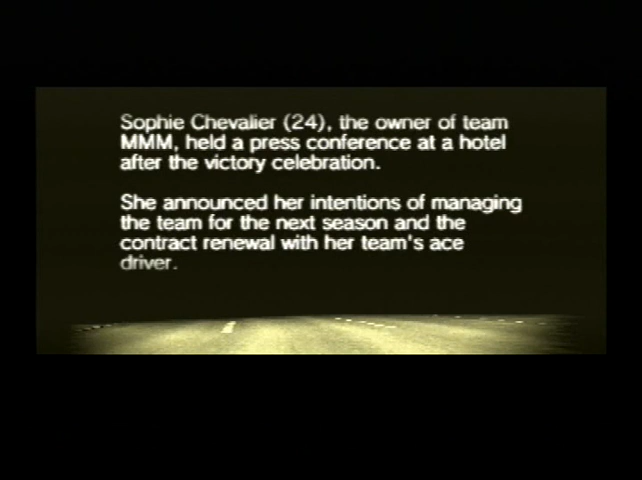 Sophie Chevalier (24), the owner of team
MMM, held a press conference at a hotel
after the victory celebration.
She announced her intentions of managing
the team for the next season and the
contract renewal with her team's ace
driver.